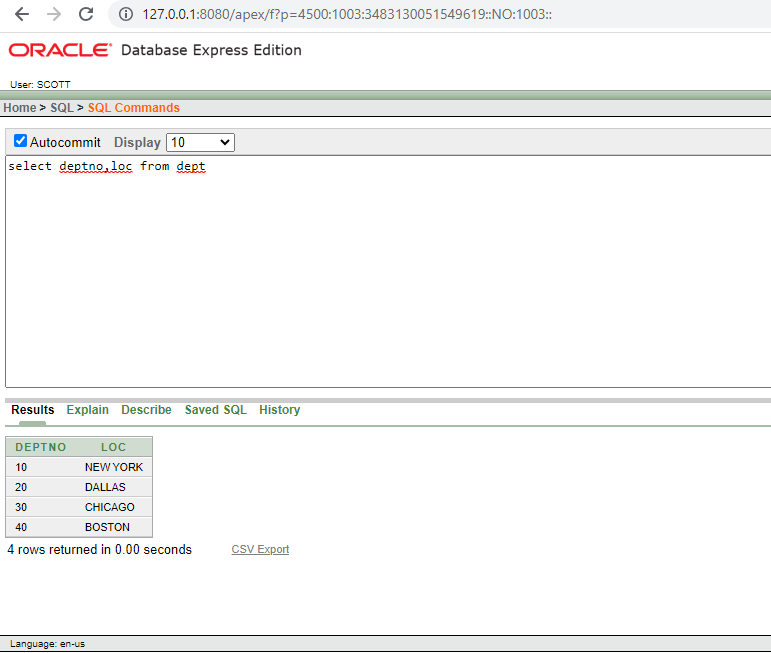 127.0.0.1:8080/apex/f?p=4500:1003:3483130051549619::NO:1003::
ORACLE® Database Express Edition
User: SCOTT
Home > SQL > SQL Commands
Autocommit Display 10
select deptno,loc from dept
Results Explain Describe Saved SQL History
DEPTNO LOC
10 NEW YORK
20 DALLAS
30 CHICAGO
40 BOSTON
4 rows returned in 0.00 seconds CSV Export
Language: en-us